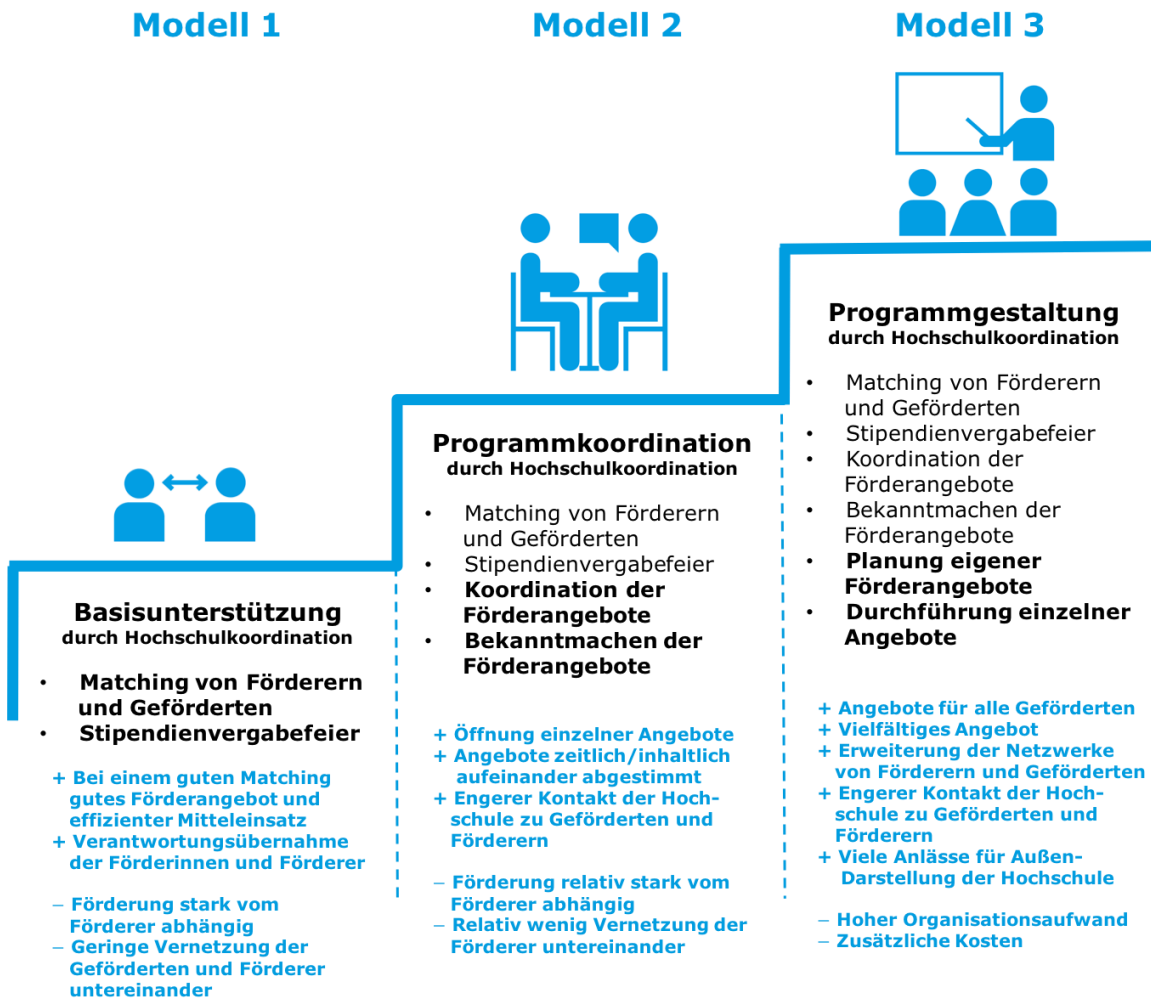 Modell 1
Modell 2
Modell 3
Basisunterstützung
durch Hochschulkoordination
• Matching von Förderern
und Geförderten
• Stipendienvergabefeier
+ Bei einem guten Matching
gutes Förderangebot und
effizienter Mitteleinsatz
+ Verantwortungsübernahme
der Förderinnen und Förderer
– Förderung stark vom
Förderer abhängig
– Geringe Vernetzung der
Geförderten und Förderer
untereinander
Programmkoordination
durch Hochschulkoordination
• Matching von Förderern
und Geförderten
• Stipendienvergabefeier
• Koordination der
Förderangebote
• Bekanntmachen der
Förderangebote
+ Öffnung einzelner Angebote
+ Angebote zeitlich/inhaltlich
aufeinander abgestimmt
+ Engerer Kontakt der Hoch-
schule zu Geförderten und
Förderern
– Förderung relativ stark vom
Förderer abhängig
– Relativ wenig Vernetzung der
Förderer untereinander
Programmgestaltung
durch Hochschulkoordination
• Matching von Förderern
und Geförderten
• Stipendienvergabefeier
• Koordination der
Förderangebote
• Bekanntmachen der
Förderangebote
• Planung eigener
Förderangebote
• Durchführung einzelner
Angebote
+ Angebote für alle Geförderten
+ Vielfältiges Angebot
+ Erweiterung der Netzwerke
von Förderern und Geförderten
+ Engerer Kontakt der Hoch-
schule zu Geförderten und
Förderern
+ Viele Anlässe für Außen-
Darstellung der Hochschule
– Hoher Organisationsaufwand
– Zusätzliche Kosten